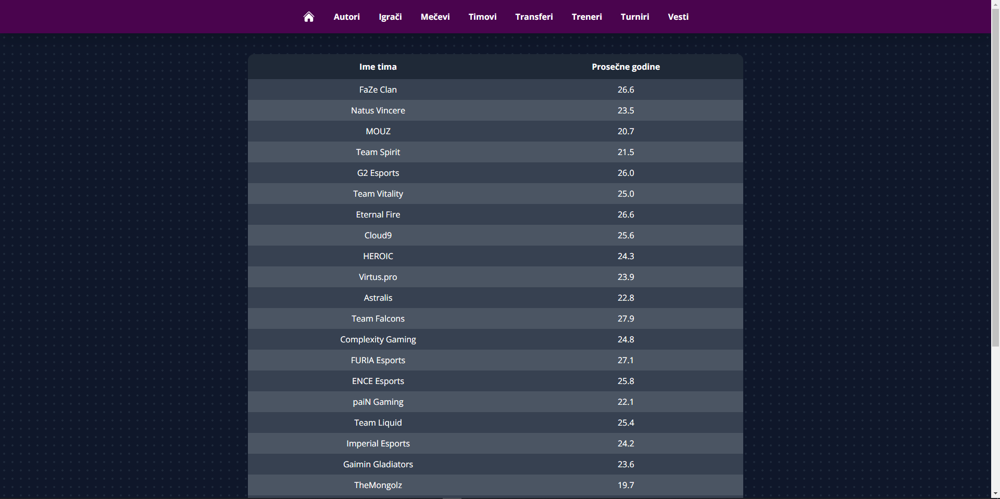 Autori Igrači Mečevi Timovi Transferi Treneri Turniri Vesti
Ime tima Prosečne godine
FaZe Clan 26.6
Natus Vincere 23.5
MOUZ 20.7
Team Spirit 21.5
G2 Esports 26.0
Team Vitality 25.0
Eternal Fire 26.6
Cloud9 25.6
HEROIC 24.3
Virtus.pro 23.9
Astralis 22.8
Team Falcons 27.9
Complexity Gaming 24.8
FURIA Esports 27.1
ENCE Esports 25.8
paiN Gaming 22.1
Team Liquid 25.4
Imperial Esports 24.2
Gaimin Gladiators 23.6
TheMongolz 19.7